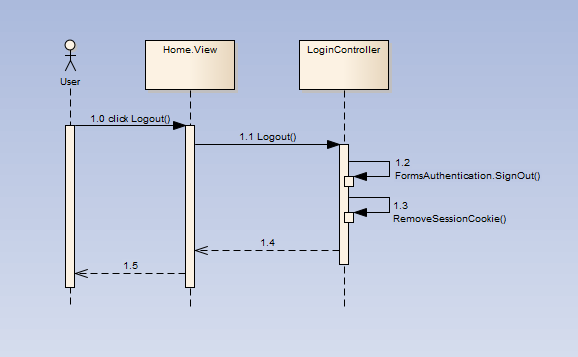 Home.View
LoginController
User
1.0 click Logout()
1.1 Logout()
1.2
FormsAuthentication.SignOut()
1.3
RemoveSessionCookie()
1.4
1.5